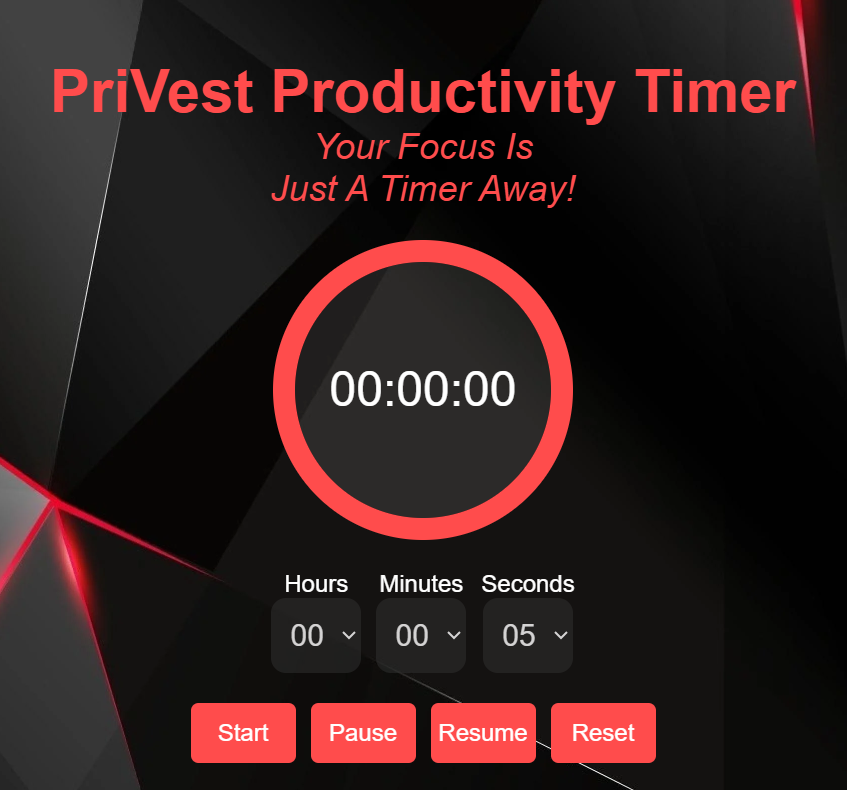 PriVest Productivity Timer
Your Focus Is
Just A Timer Away!
00:00:00
Hours Minutes Seconds
00 00 05
Start Pause Resume Reset